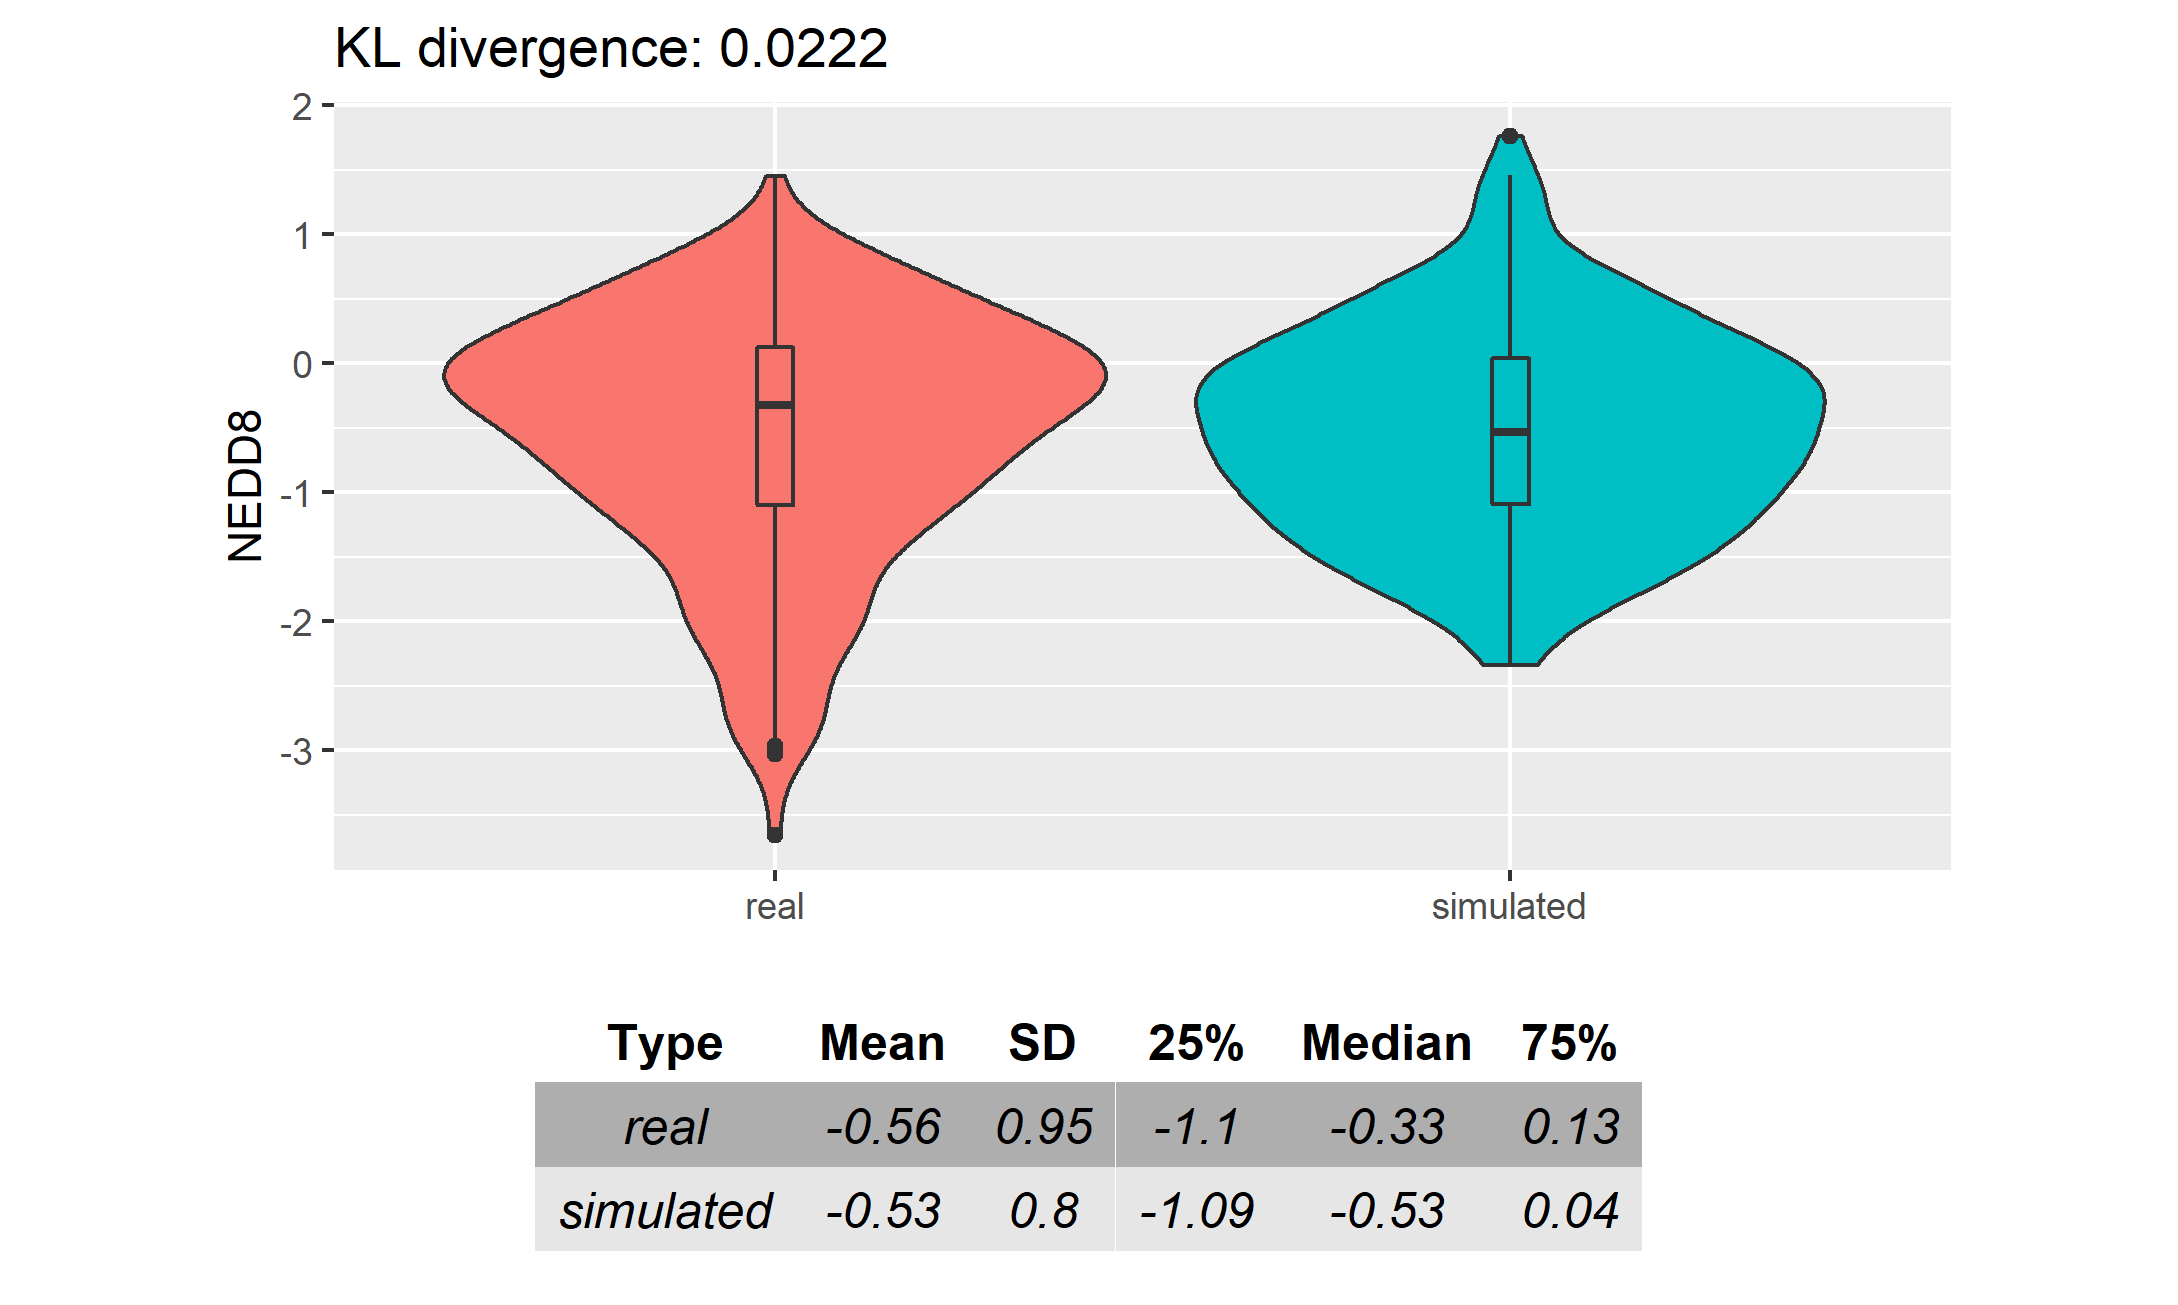 KL divergence: 0.0222
2
1
0
-1
-2
-3
NEDD8
real simulated
Type Mean SD 25% Median 75%
real -0.56 0.95 -1.1 -0.33 0.13
simulated -0.53 0.8 -1.09 -0.53 0.04